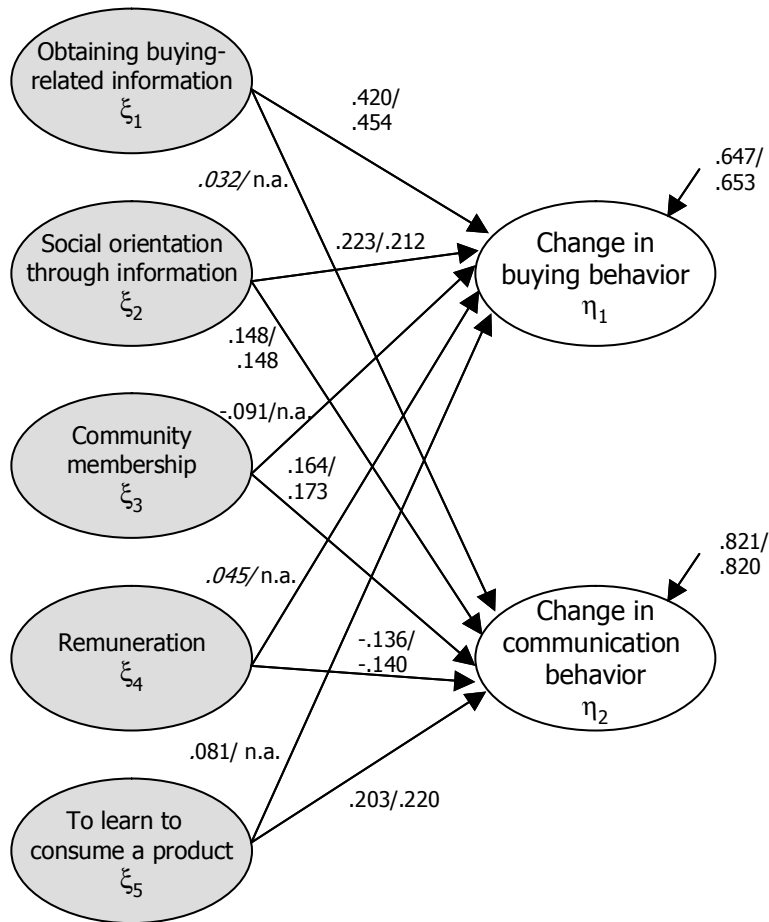 Obtaining buying-
related information
ξ1
.420/
.454
.032/ n.a.
.647/
.653
Social orientation
through information
ξ2
.223/.212
Change in
buying behavior
η1
.148/
.148
-.091/n.a.
Community
membership
ξ3
.164/
.173
.821/
.820
.045/ n.a.
Remuneration
ξ4
-.136/
-.140
Change in
communication
behavior
η2
.081/ n.a.
.203/.220
To learn to
consume a product
ξ5